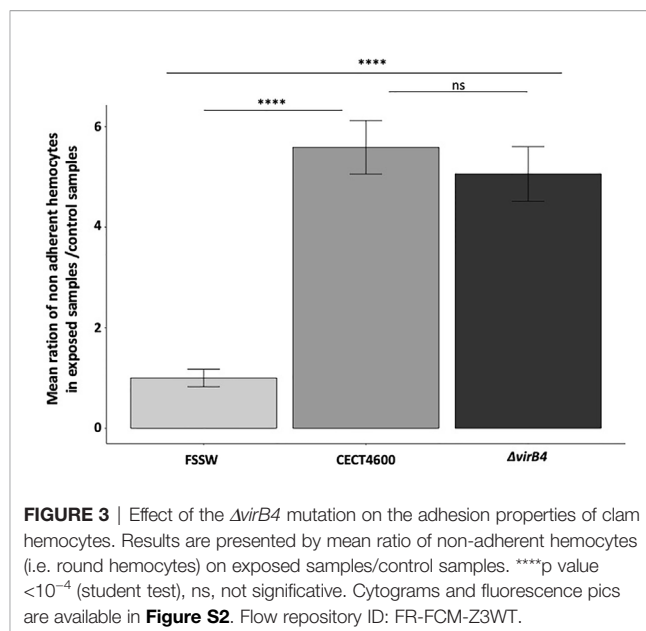 ****
ns
****
Mean ration of non adherent hemocytes
in exposed samples /control samples
6
4
2
0
FSSW
CECT4600
ΔvirB4
FIGURE 3 | Effect of the ΔvirB4 mutation on the adhesion properties of clam
hemocytes. Results are presented by mean ratio of non-adherent hemocytes
(i.e. round hemocytes) on exposed samples/control samples. ****p value
<10−4 (student test), ns, not significative. Cytograms and fluorescence pics
are available in Figure S2. Flow repository ID: FR-FCM-Z3WT.